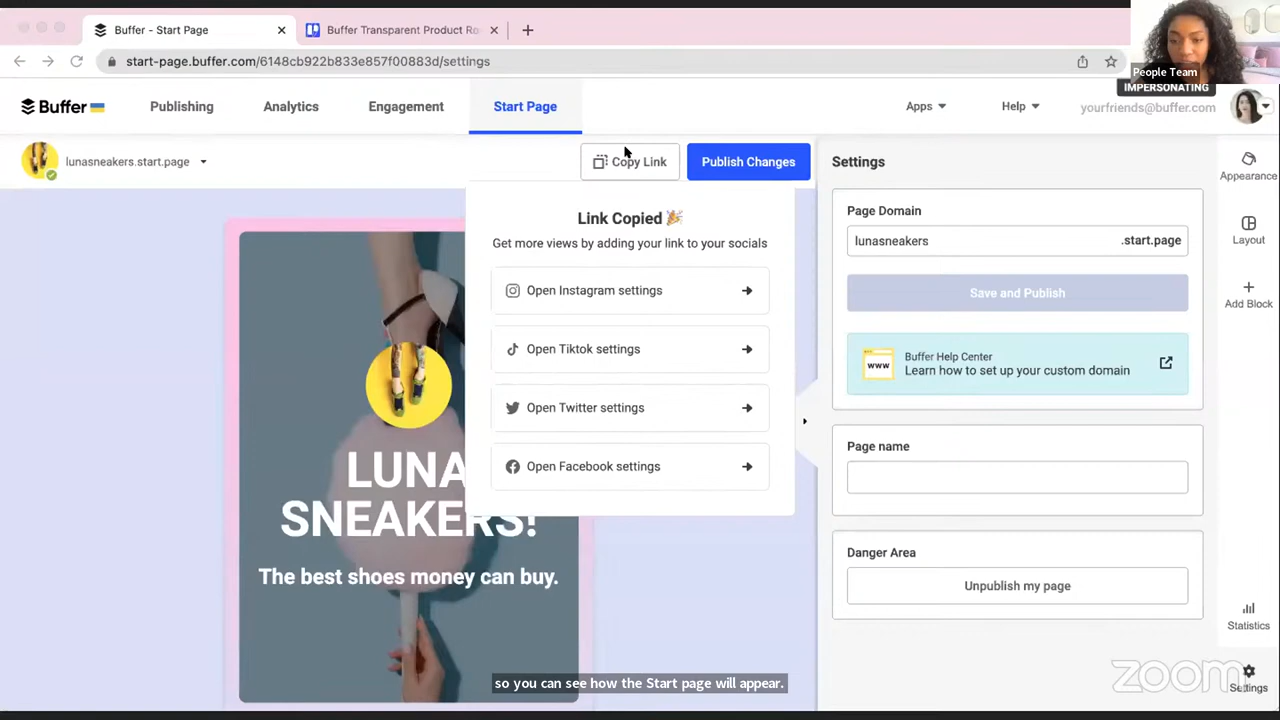 Buffer - Start Page
Buffer Transparent Product Ro
start-page.buffer.com/6148cb922b833e857f00883d/settings
People Team
IMPERSONATING
Buffer
Publishing
Analytics
Engagement
Start Page
Apps
Help
yourfriends@buffer.com
lunasneakers.start.page
Copy Link
Publish Changes
Settings
Appearance
Layout
Add Block
Link Copied 🎉
Get more views by adding your link to your socials
Open Instagram settings
Open Tiktok settings
Open Twitter settings
Open Facebook settings
Page Domain
lunasneakers
.start.page
Save and Publish
www
Buffer Help Center
Learn how to set up your custom domain
Page name
Danger Area
Unpublish my page
LUNA
SNEAKERS!
The best shoes money can buy.
Statistics
Settings
so you can see how the Start page will appear.
zoom